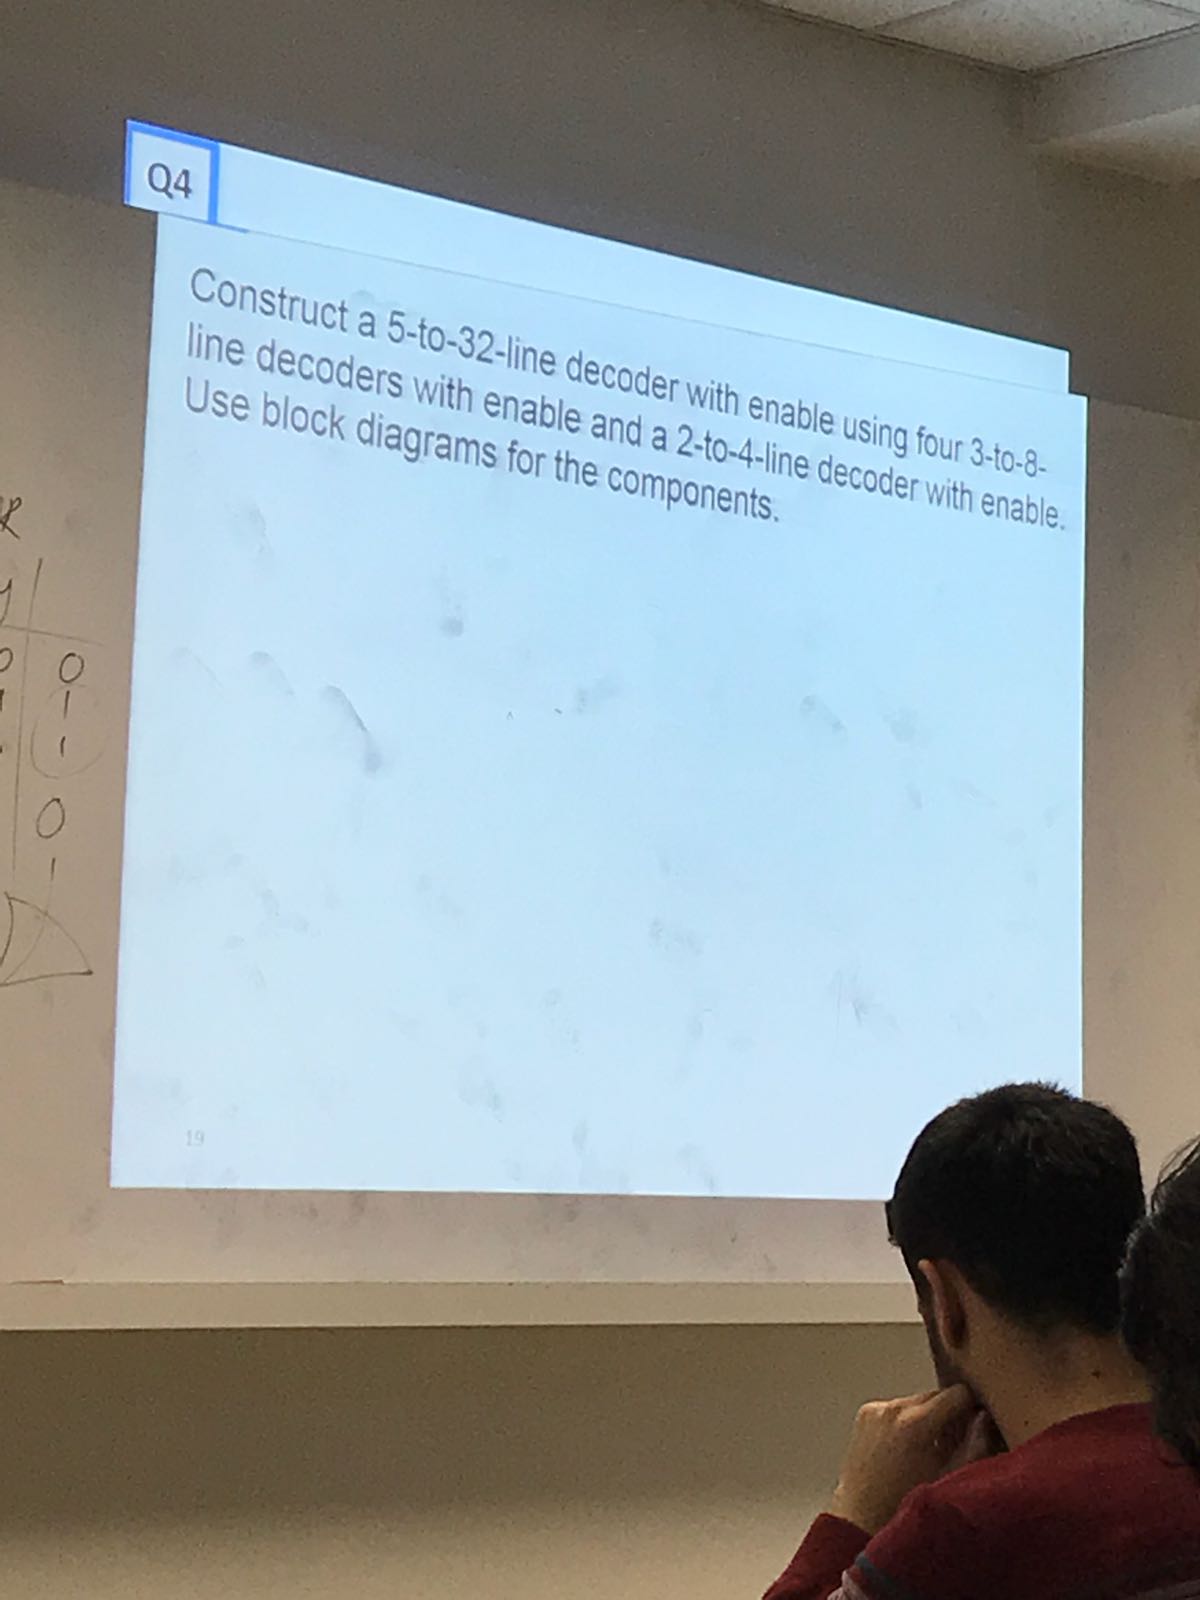 Q4
Construct a 5-to-32-line decoder with enable using four 3-to-8-
line decoders with enable and a 2-to-4-line decoder with enable.
Use block diagrams for the components.
R
y
0 0
1
1
0
1
19